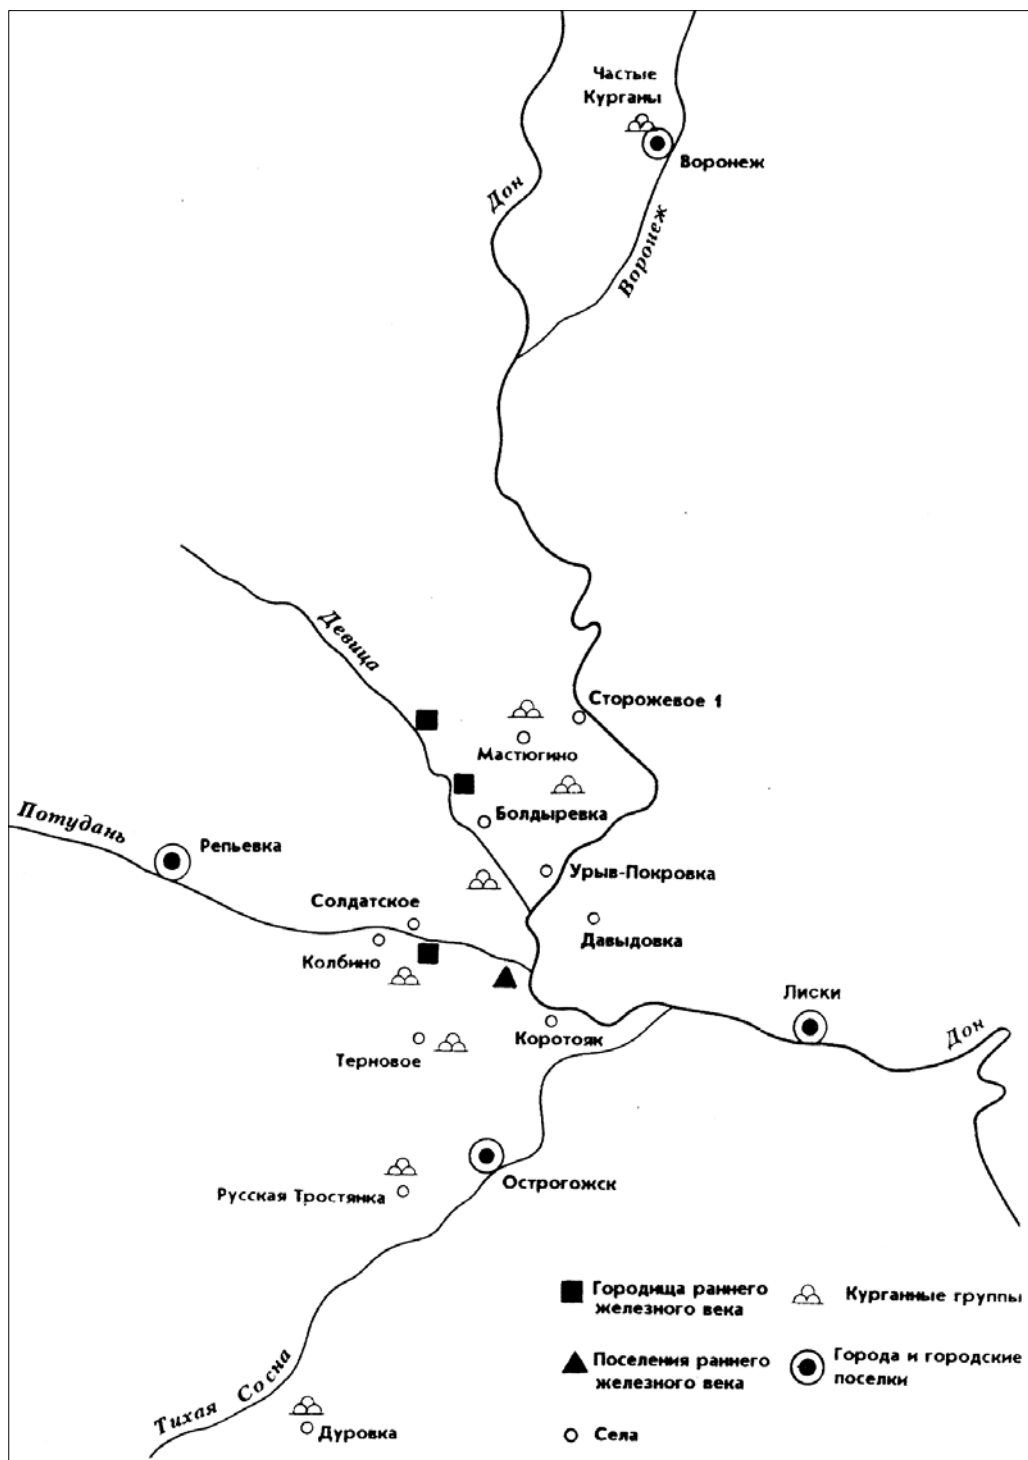 Частые
Курганы
Воронеж
Дон
Воронеж
Девица
Сторожевое 1
Мастюгино
Болдыревка
Потудань
Репьевка
Урыв-Покровка
Солдатское
Давыдовка
Колбино
Лиски
Коротояк
Дон
Терновое
Острогожск
Русская Тростянка
Городища раннего
железного века
Курганные группы
Поселения раннего
железного века
Города и городские
поселки
Тихая Сосна
Дуровка
Села